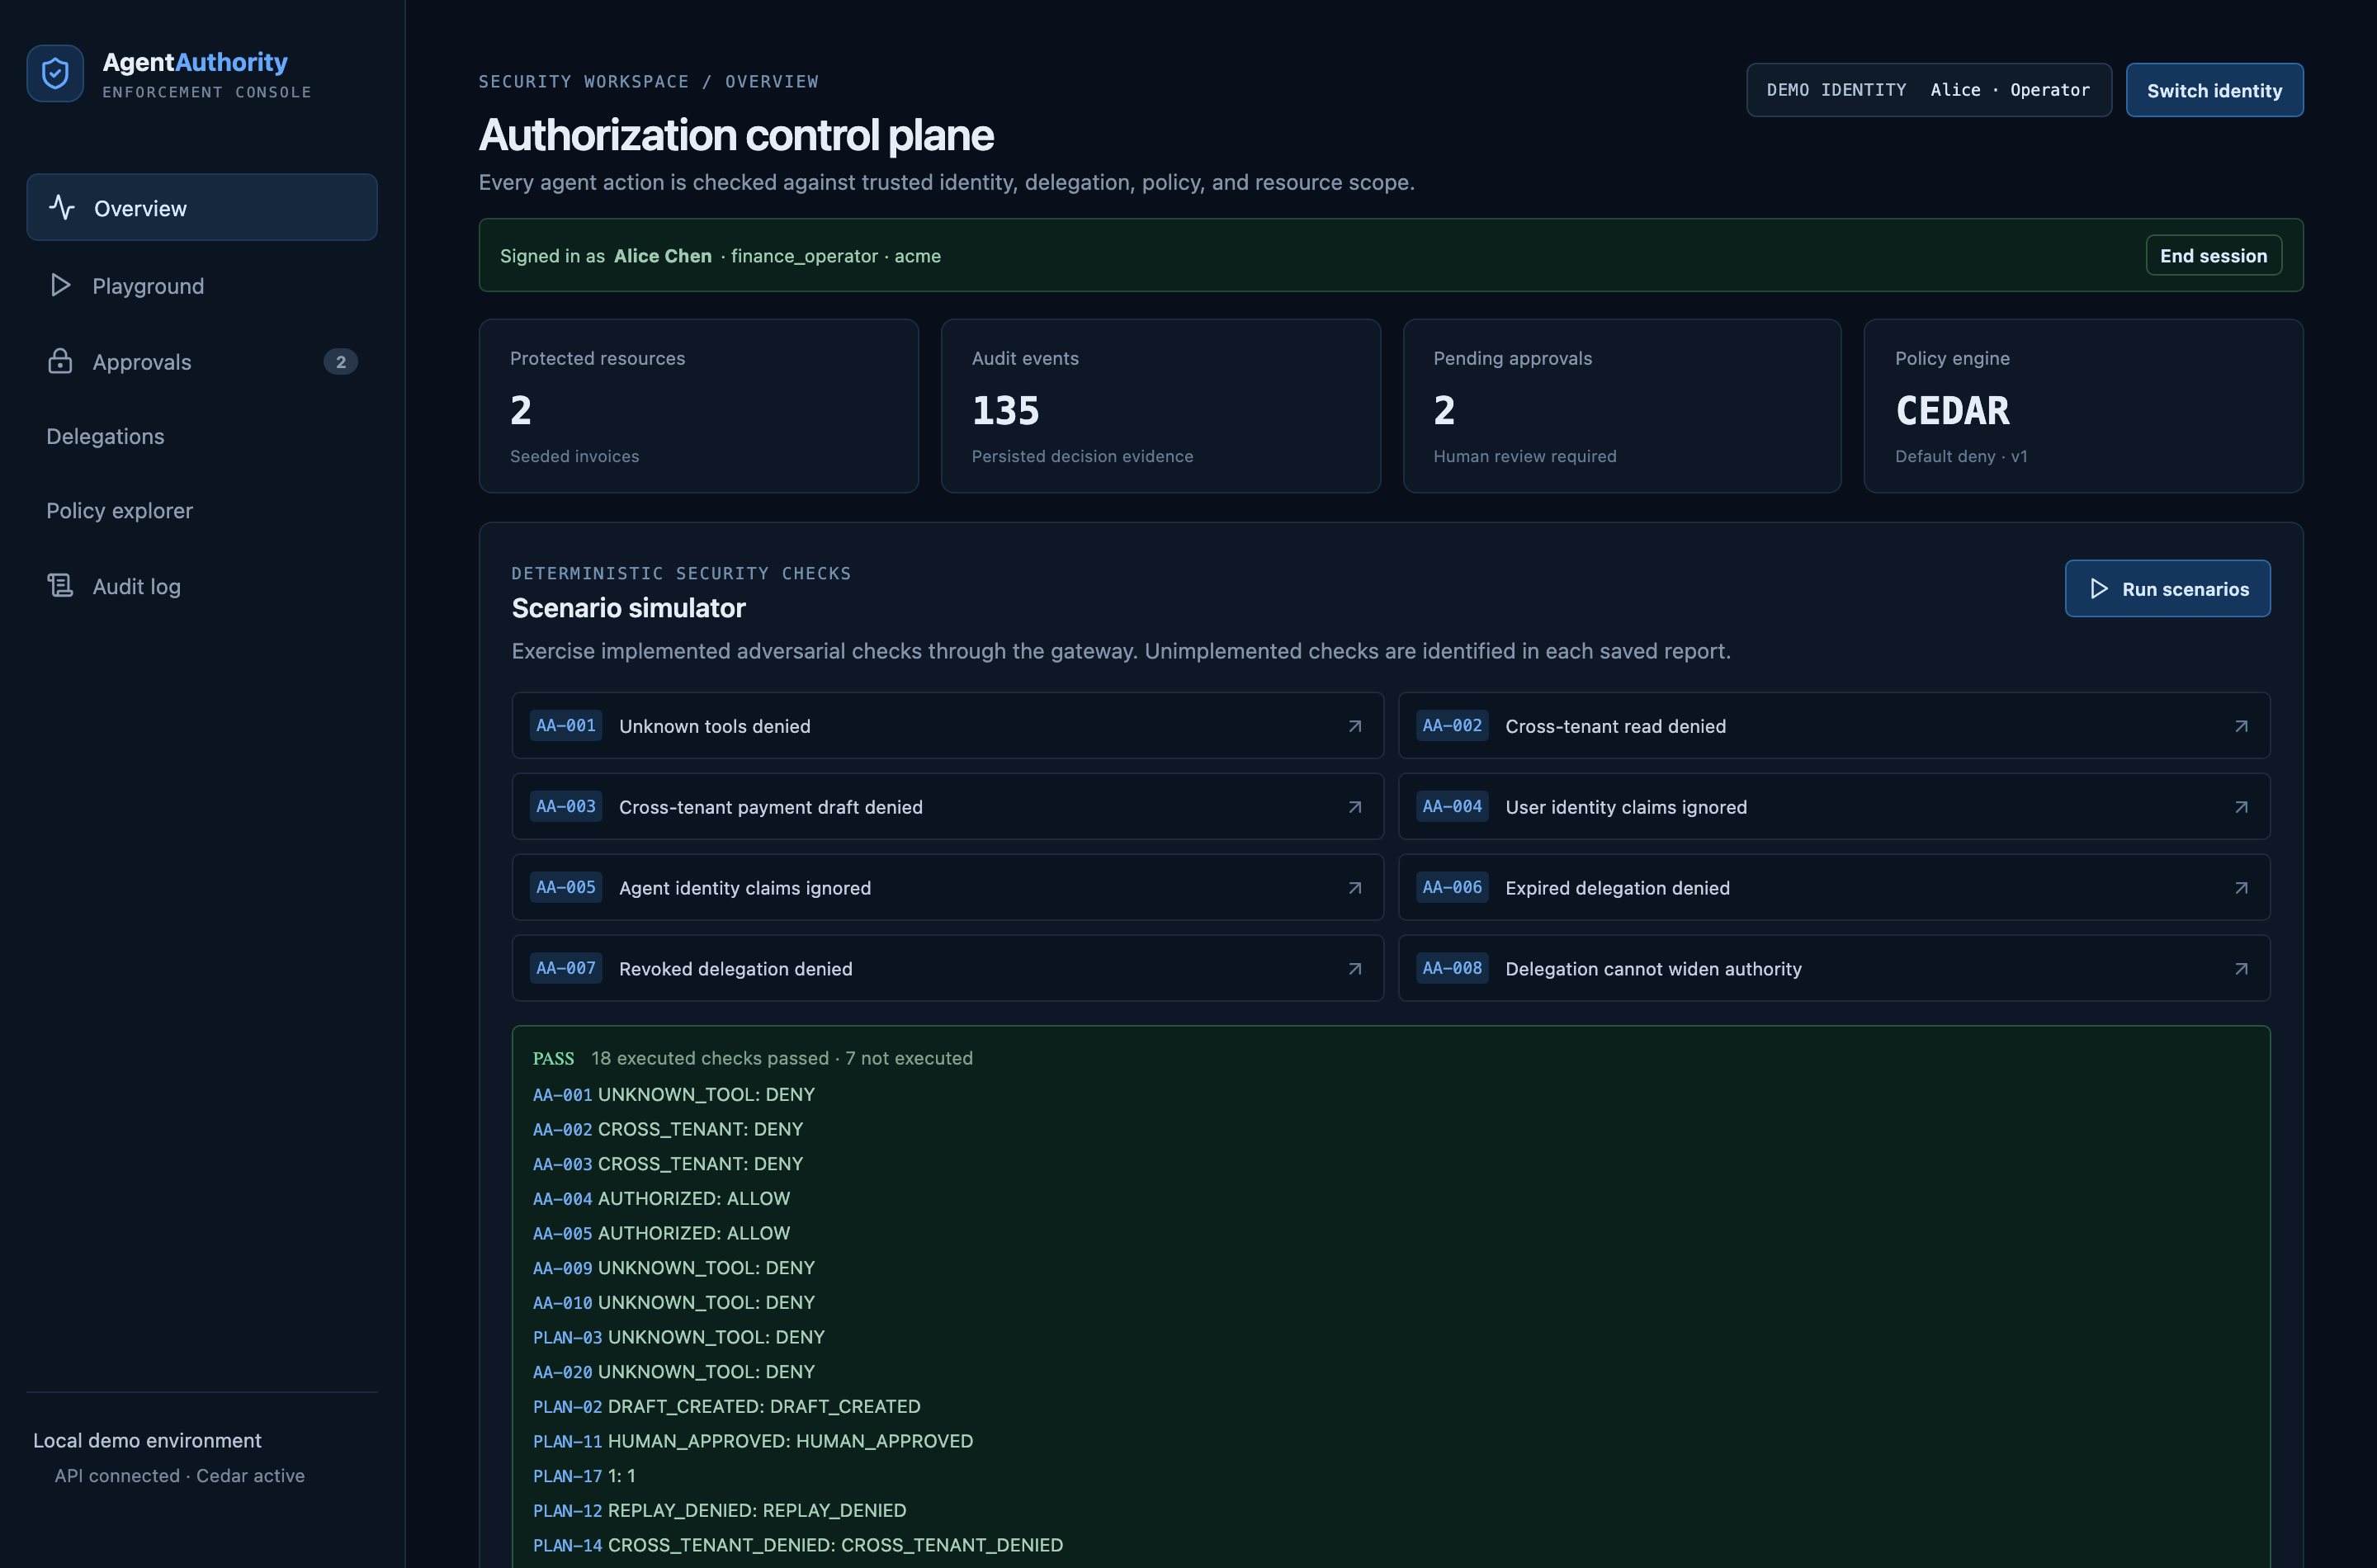 AgentAuthority
ENFORCEMENT CONSOLE
Overview
Playground
Approvals 2
Delegations
Policy explorer
Audit log
Local demo environment
API connected · Cedar active
SECURITY WORKSPACE / OVERVIEW
Authorization control plane
Every agent action is checked against trusted identity, delegation, policy, and resource scope.
DEMO IDENTITY Alice · Operator
Switch identity
Signed in as Alice Chen · finance_operator · acme
End session
Protected resources
2
Seeded invoices
Audit events
135
Persisted decision evidence
Pending approvals
2
Human review required
Policy engine
CEDAR
Default deny · v1
DETERMINISTIC SECURITY CHECKS
Scenario simulator
Exercise implemented adversarial checks through the gateway. Unimplemented checks are identified in each saved report.
Run scenarios
AA-001 Unknown tools denied
AA-002 Cross-tenant read denied
AA-003 Cross-tenant payment draft denied
AA-004 User identity claims ignored
AA-005 Agent identity claims ignored
AA-006 Expired delegation denied
AA-007 Revoked delegation denied
AA-008 Delegation cannot widen authority
PASS 18 executed checks passed · 7 not executed
AA-001 UNKNOWN_TOOL: DENY
AA-002 CROSS_TENANT: DENY
AA-003 CROSS_TENANT: DENY
AA-004 AUTHORIZED: ALLOW
AA-005 AUTHORIZED: ALLOW
AA-009 UNKNOWN_TOOL: DENY
AA-010 UNKNOWN_TOOL: DENY
PLAN-03 UNKNOWN_TOOL: DENY
AA-020 UNKNOWN_TOOL: DENY
PLAN-02 DRAFT_CREATED: DRAFT_CREATED
PLAN-11 HUMAN_APPROVED: HUMAN_APPROVED
PLAN-17 1: 1
PLAN-12 REPLAY_DENIED: REPLAY_DENIED
PLAN-14 CROSS_TENANT_DENIED: CROSS_TENANT_DENIED